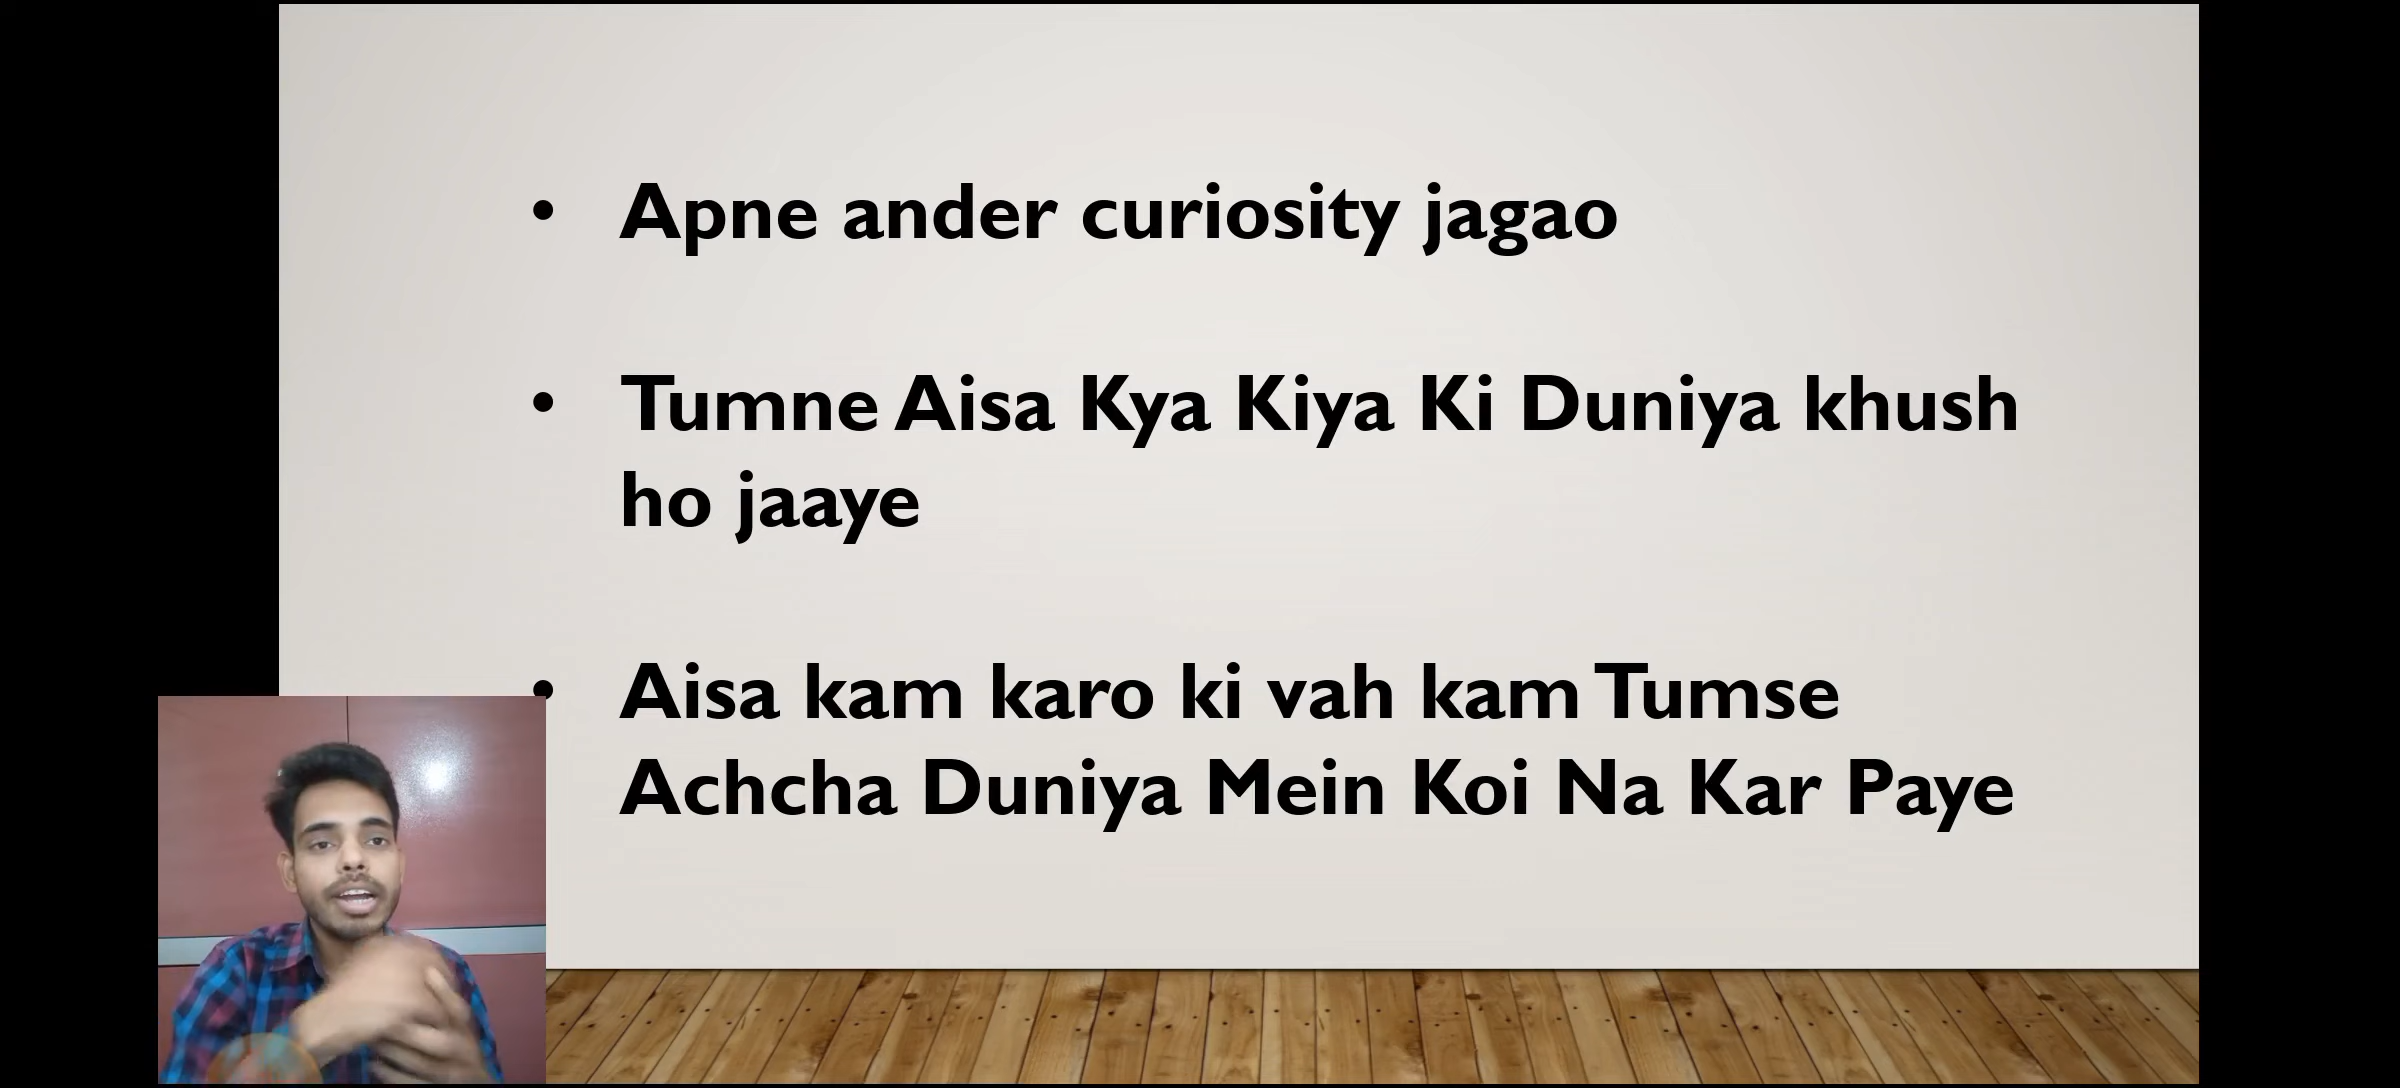 • Apne ander curiosity jagao
• Tumne Aisa Kya Kiya Ki Duniya khush
ho jaaye
• Aisa kam karo ki vah kam Tumse
Achcha Duniya Mein Koi Na Kar Paye